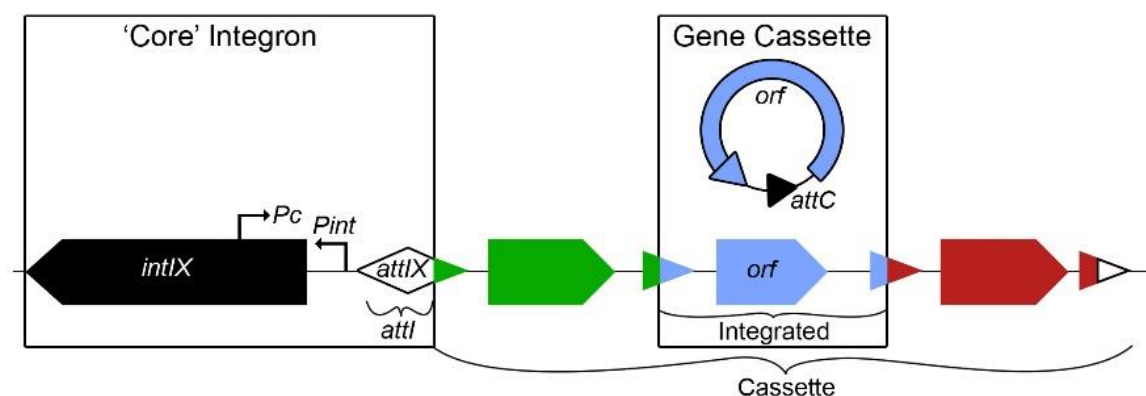 ‘Core’ Integron
Gene Cassette
orf
attC
Pc
Pint
intIX
attIX
orf
attI
Integrated
Cassette